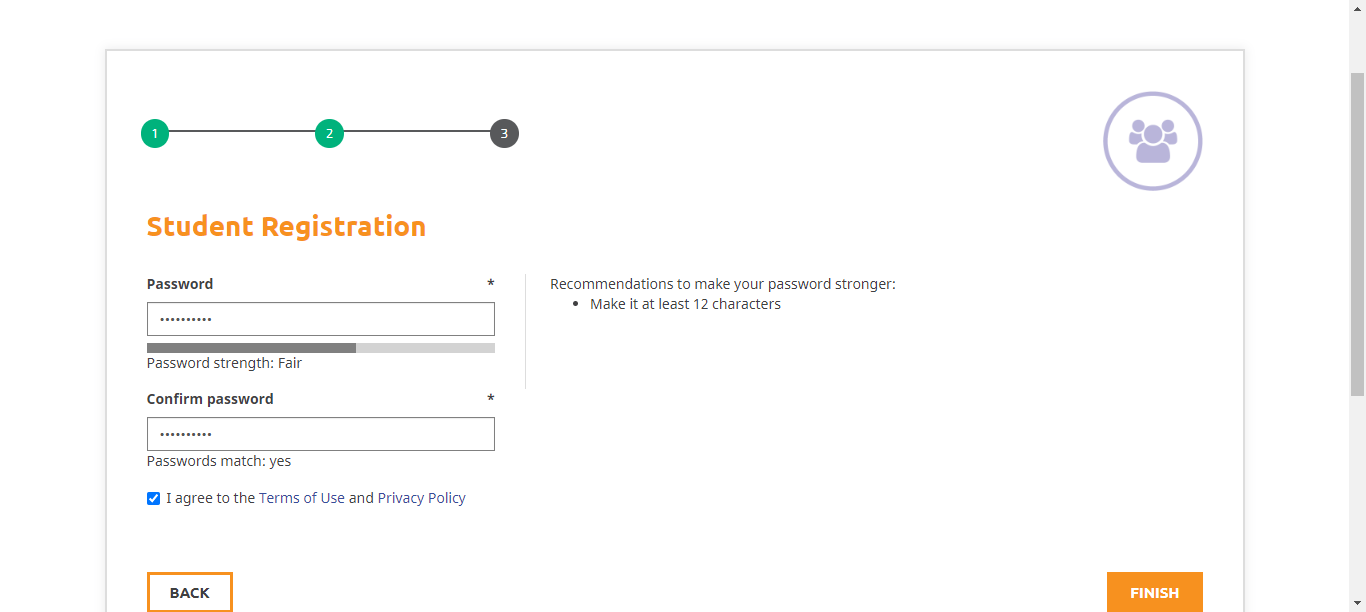 1 2 3
Student Registration
Password *
••••••••••
Password strength: Fair
Recommendations to make your password stronger:
• Make it at least 12 characters
Confirm password *
••••••••••
Passwords match: yes
I agree to the Terms of Use and Privacy Policy
BACK
FINISH